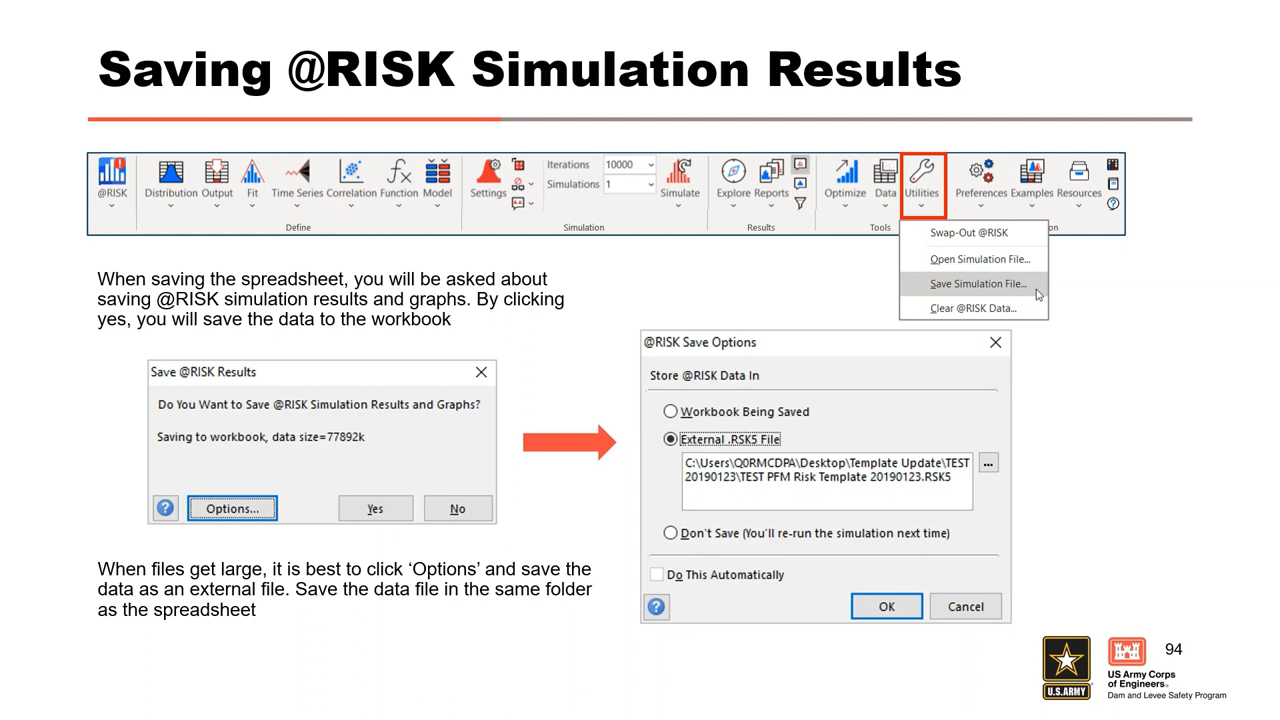 Saving @RISK Simulation Results
@RISK
Distribution Output Fit Time Series Correlation Function Model
Define
Settings
Iterations 10000
Simulations 1
Simulate
Simulation
Explore Reports
Results
Optimize Data Utilities
Tools
Preferences Examples Resources
on
Swap-Out @RISK
Open Simulation File...
Save Simulation File...
Clear @RISK Data...
When saving the spreadsheet, you will be asked about
saving @RISK simulation results and graphs. By clicking
yes, you will save the data to the workbook
Save @RISK Results
Do You Want to Save @RISK Simulation Results and Graphs?
Saving to workbook, data size=77892k
? Options... Yes No
@RISK Save Options
Store @RISK Data In
Workbook Being Saved
External .RSK5 File
C:\Users\Q0RMCDPA\Desktop\Template Update\TEST
20190123\TEST PFM Risk Template 20190123.RSK5
...
Don't Save (You'll re-run the simulation next time)
Do This Automatically
? OK Cancel
When files get large, it is best to click ‘Options’ and save the
data as an external file. Save the data file in the same folder
as the spreadsheet
94
U.S.ARMY
US Army Corps
of Engineers®
Dam and Levee Safety Program